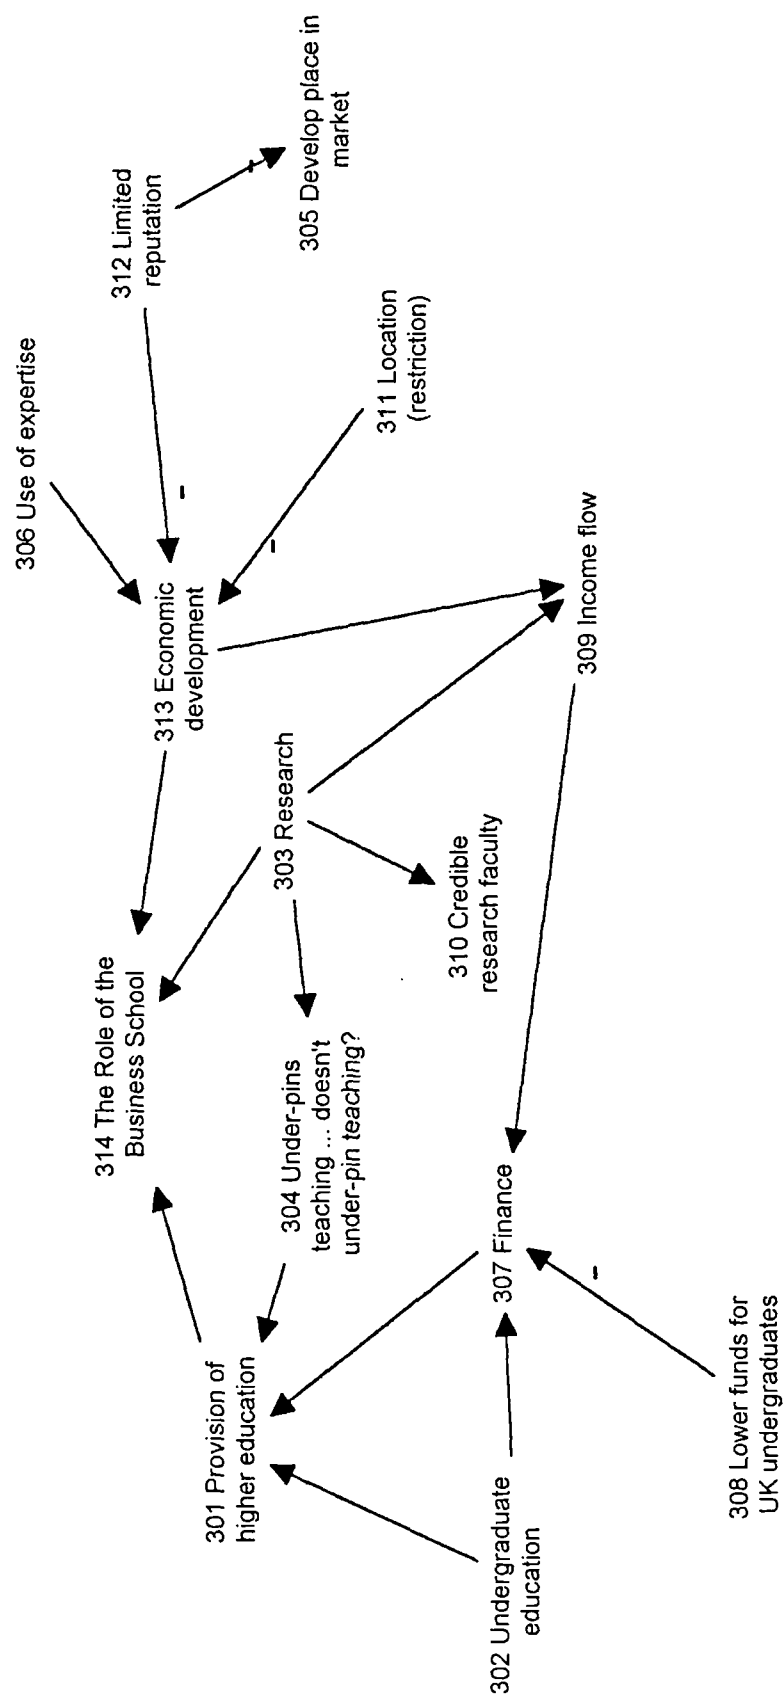 306 Use of expertise
312 Limited
reputation
314 The Role of the
Business School
313 Economic
development
–
–
305 Develop place in
market
–
301 Provision of
higher education
304 Under-pins
teaching ... doesn't
under-pin teaching?
303 Research
311 Location
(restriction)
310 Credible
research faculty
302 Undergraduate
education
307 Finance
309 Income flow
–
308 Lower funds for
UK undergraduates